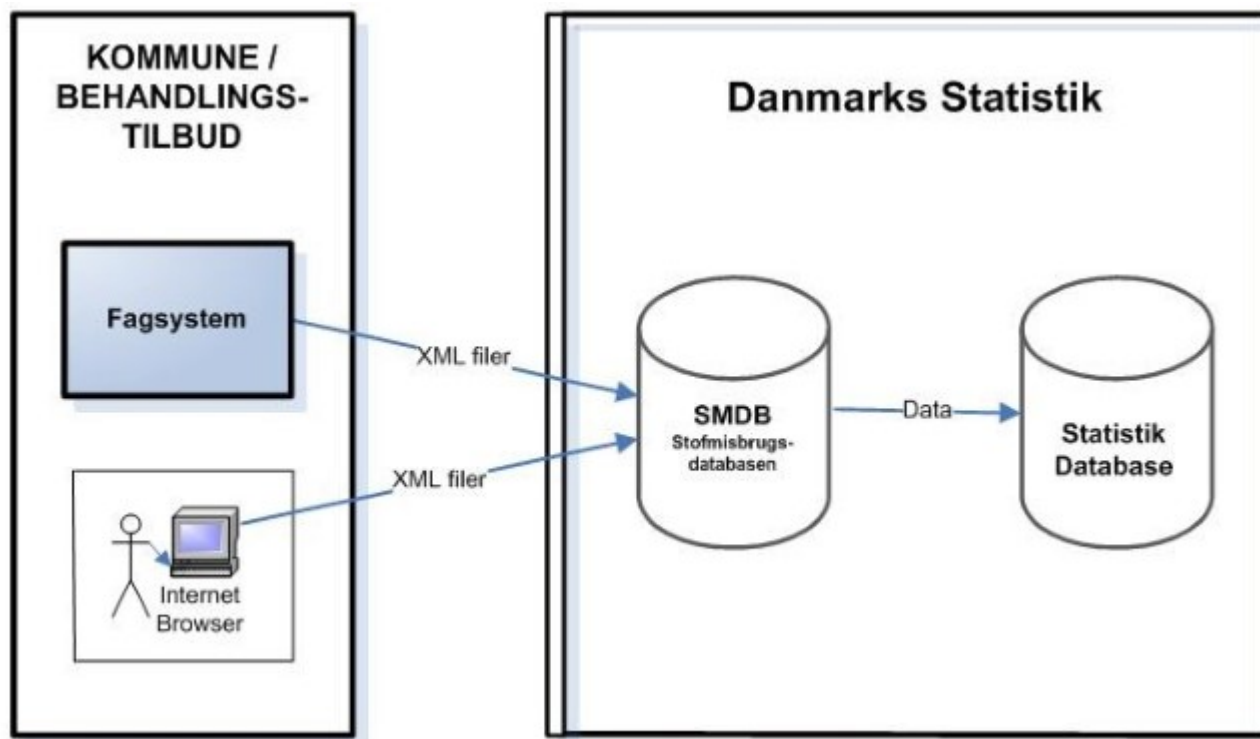 KOMMUNE /
BEHANDLINGS-
TILBUD
Fagsystem
XML filer
XML filer
Internet
Browser
Danmarks Statistik
SMDB
Stofmisbrugs-
databasen
Data
Statistik
Database